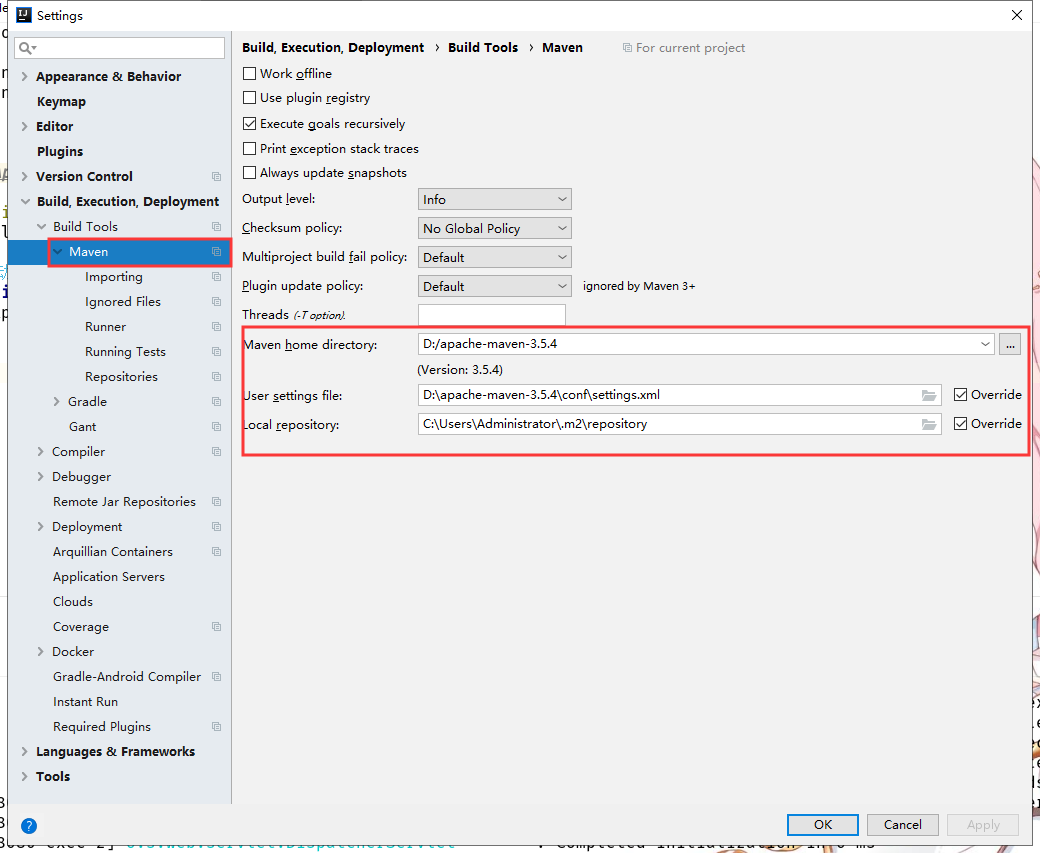 Settings
Appearance & Behavior
Keymap
Editor
Plugins
Version Control
Build, Execution, Deployment
Build Tools
Maven
Importing
Ignored Files
Runner
Running Tests
Repositories
Gradle
Gant
Compiler
Debugger
Remote Jar Repositories
Deployment
Arquillian Containers
Application Servers
Clouds
Coverage
Docker
Gradle-Android Compiler
Instant Run
Required Plugins
Languages & Frameworks
Tools
Build, Execution, Deployment › Build Tools › Maven For current project
Work offline
Use plugin registry
Execute goals recursively
Print exception stack traces
Always update snapshots
Output level: Info
Checksum policy: No Global Policy
Multiproject build fail policy: Default
Plugin update policy: Default ignored by Maven 3+
Threads (-T option):
Maven home directory: D:/apache-maven-3.5.4 ...
(Version: 3.5.4)
User settings file: D:\apache-maven-3.5.4\conf\settings.xml Override
Local repository: C:\Users\Administrator\.m2\repository Override
? OK Cancel Apply